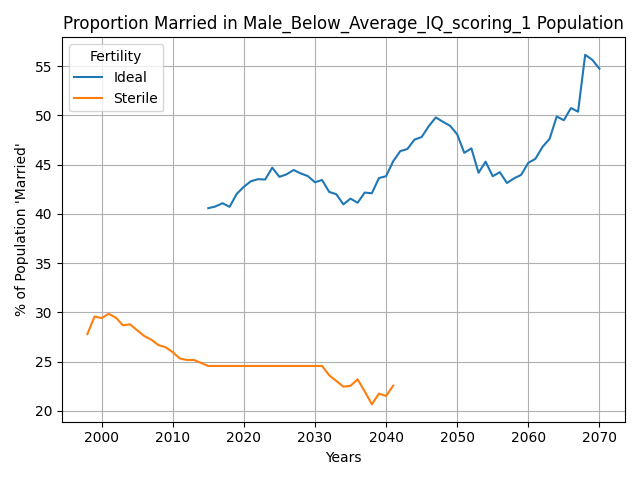 Proportion Married in Male_Below_Average_IQ_scoring_1 Population
Fertility
Ideal
Sterile
% of Population 'Married'
55
50
45
40
35
30
25
20
2000 2010 2020 2030 2040 2050 2060 2070
Years